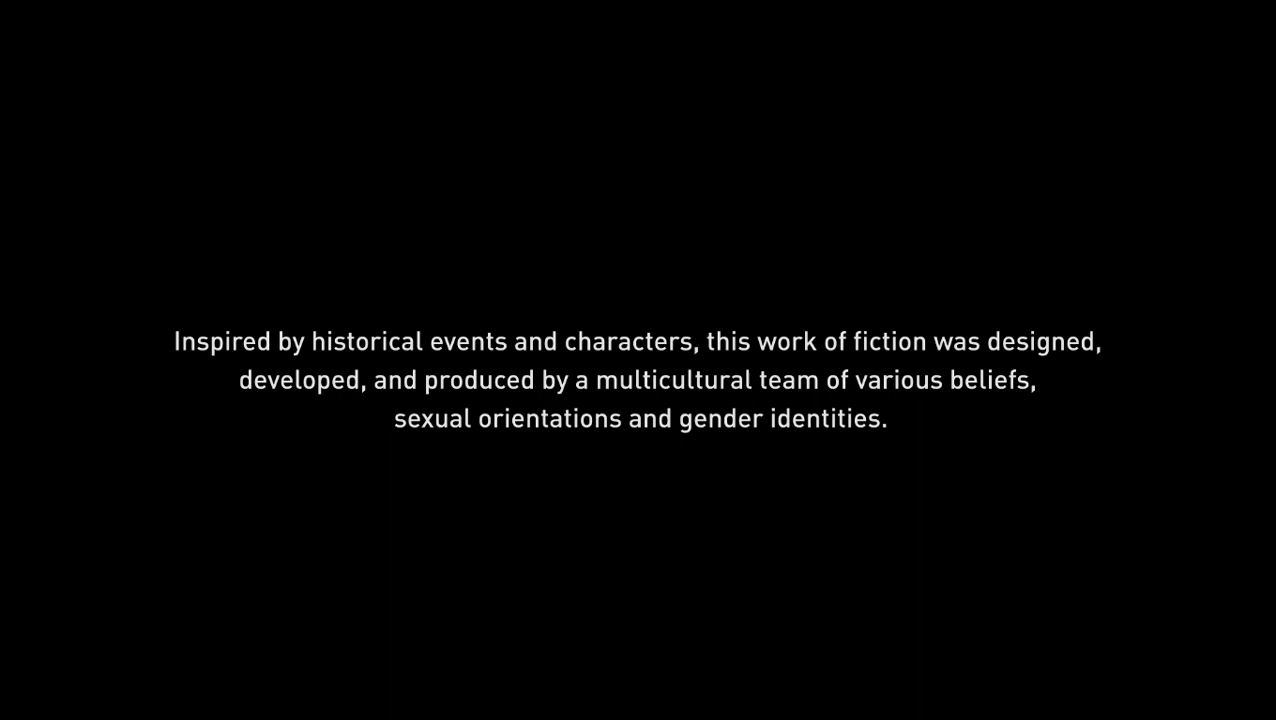 Inspired by historical events and characters, this work of fiction was designed,
developed, and produced by a multicultural team of various beliefs,
sexual orientations and gender identities.